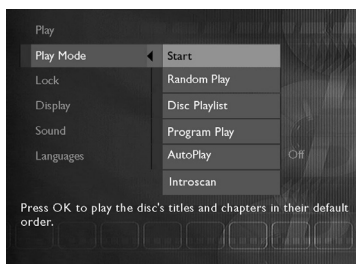 Play
Play Mode
Start
Lock
Random Play
Display
Disc Playlist
Sound
Program Play
Languages
AutoPlay
Off
Introscan
Press OK to play the disc's titles and chapters in their default
order.